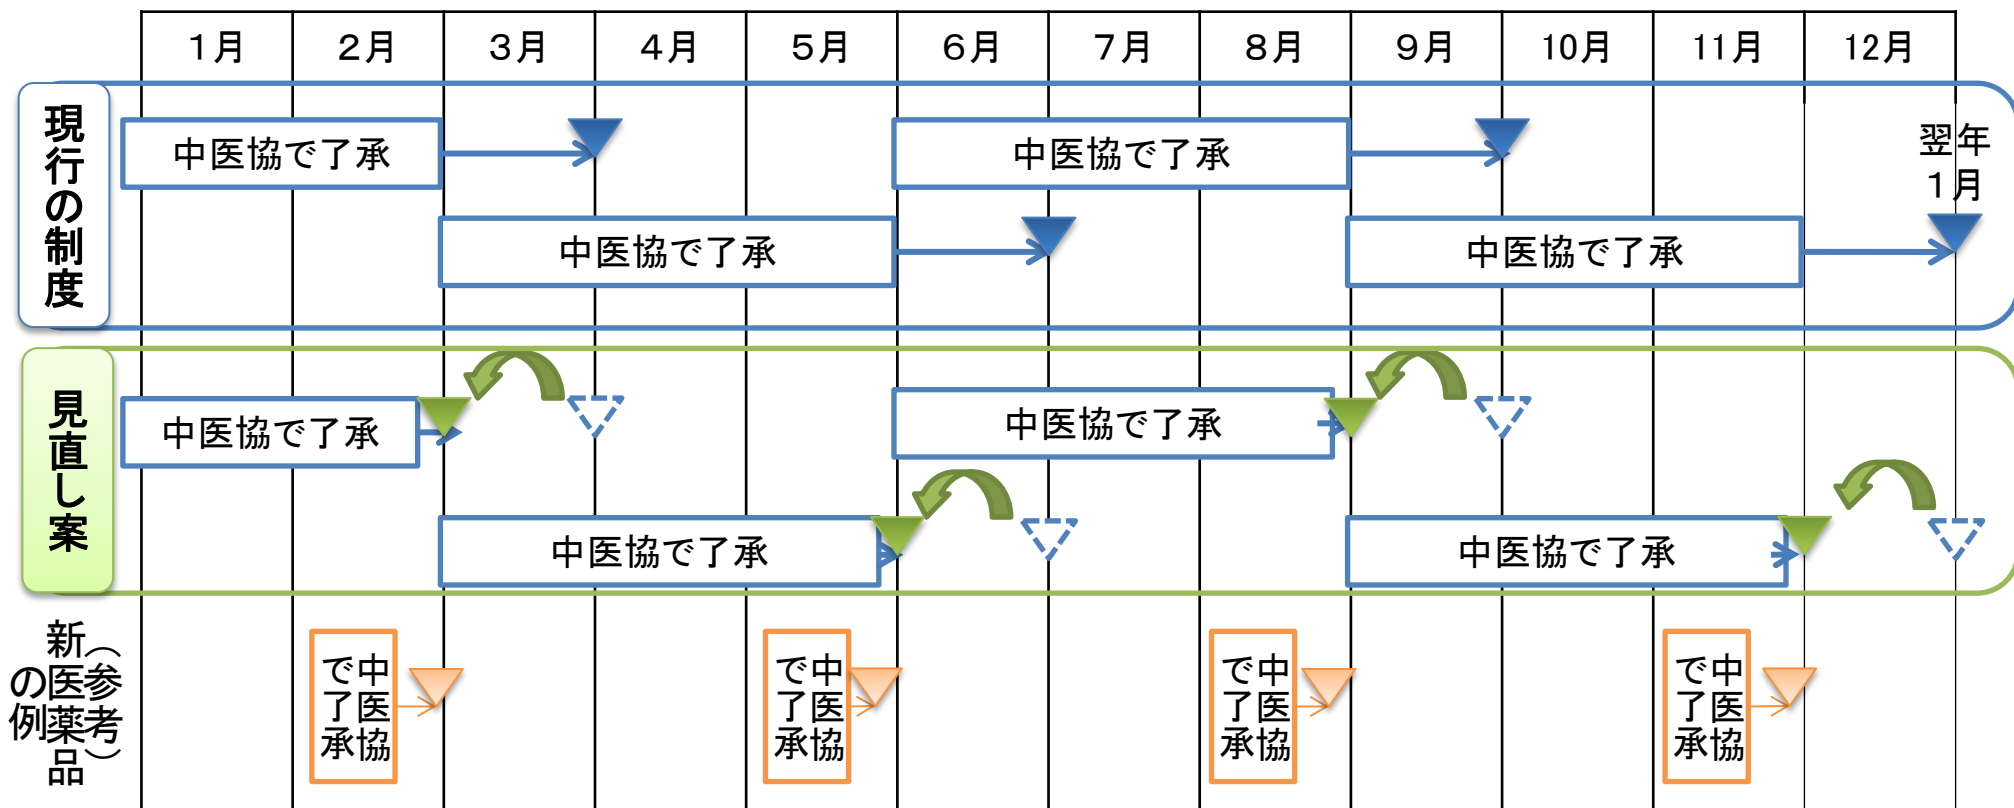 １月
２月
３月
４月
５月
６月
７月
８月
９月
10月
11月
12月
現行の制度
中医協で了承
中医協で了承
翌年
１月
中医協で了承
中医協で了承
見直し案
中医協で了承
中医協で了承
中医協で了承
中医協で了承
（参考）
新医薬品
の例
中医協
で了承
中医協
で了承
中医協
で了承
中医協
で了承